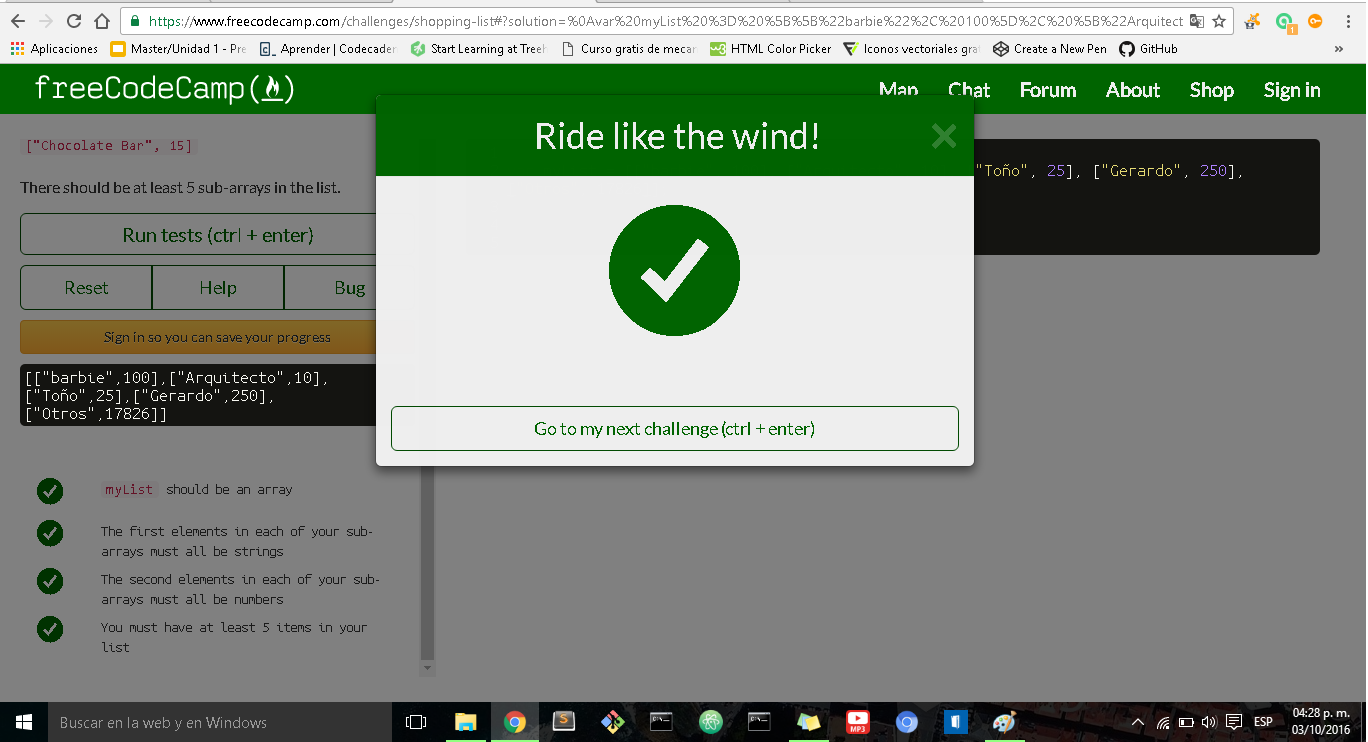 https://www.freecodecamp.com/challenges/shopping-list#?solution=%0Avar%20myList%20%3D%20%5B%5B%22barbie%22%2C%20100%5D%2C%20%5B%22Arquitect
Aplicaciones Master/Unidad 1 - Pre Aprender | Codecader Start Learning at Treeh Curso gratis de mecar HTML Color Picker Iconos vectoriales gra Create a New Pen GitHub »
freeCodeCamp Map Chat Forum About Shop Sign in
Ride like the wind!
["Chocolate Bar", 15]
"Toño", 25], ["Gerardo", 250],
There should be at least 5 sub-arrays in the list.
Run tests (ctrl + enter)
Reset Help Bug
Sign in so you can save your progress
[["barbie",100],["Arquitecto",10],
["Toño",25],["Gerardo",250],
["Otros",17826]]
Go to my next challenge (ctrl + enter)
myList should be an array
The first elements in each of your sub-
arrays must all be strings
The second elements in each of your sub-
arrays must all be numbers
You must have at least 5 items in your
list
Buscar en la web y en Windows
MP3
ESP
04:28 p. m.
03/10/2016